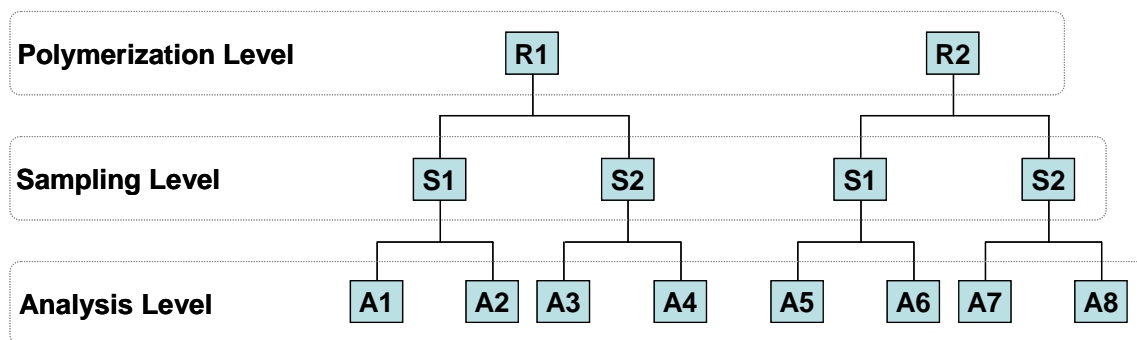 Polymerization Level R1 R2
Sampling Level S1 S2 S1 S2
Analysis Level A1 A2 A3 A4 A5 A6 A7 A8